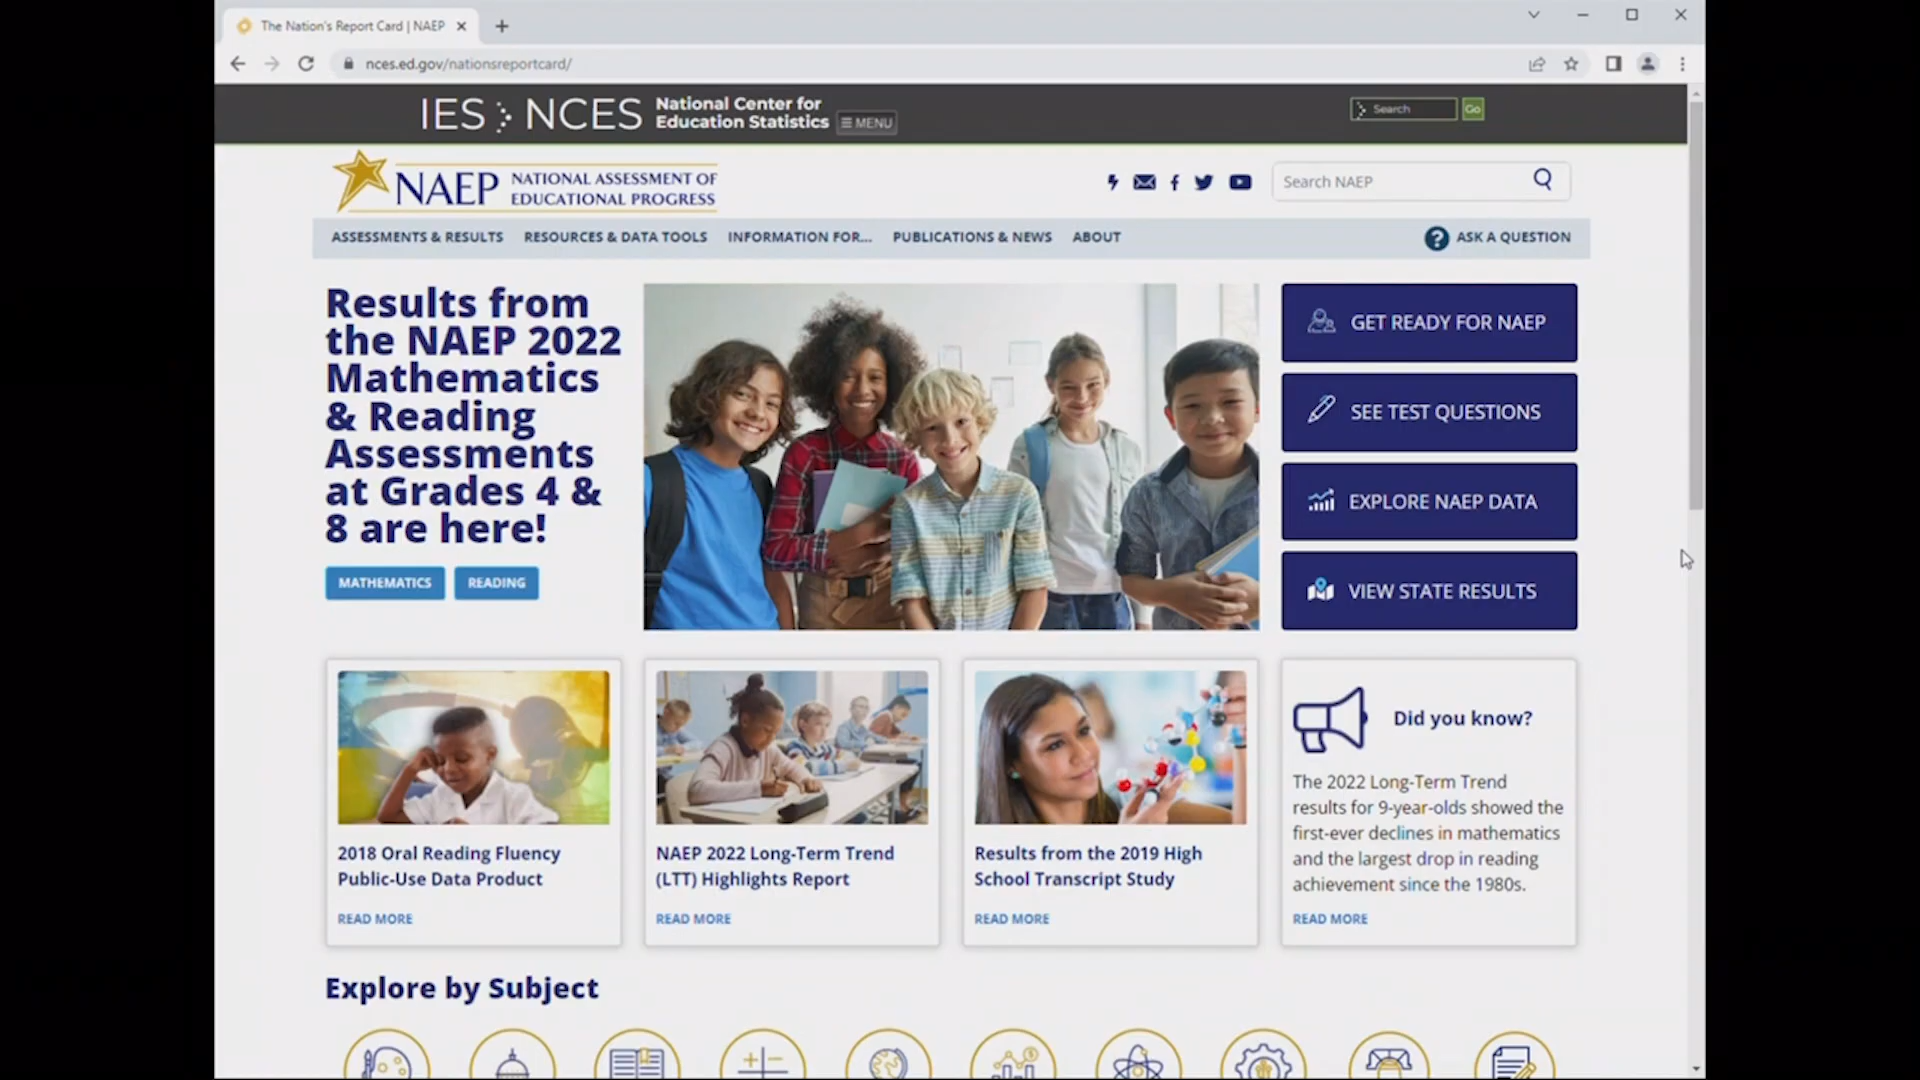 The Nation's Report Card | NAEP
nces.ed.gov/nationsreportcard/
IES NCES National Center for
Education Statistics
MENU
Search
Go
NAEP NATIONAL ASSESSMENT OF
EDUCATIONAL PROGRESS
Search NAEP
ASSESSMENTS & RESULTS RESOURCES & DATA TOOLS INFORMATION FOR... PUBLICATIONS & NEWS ABOUT
? ASK A QUESTION
Results from
the NAEP 2022
Mathematics
& Reading
Assessments
at Grades 4 &
8 are here!
MATHEMATICS READING
GET READY FOR NAEP
SEE TEST QUESTIONS
EXPLORE NAEP DATA
VIEW STATE RESULTS
2018 Oral Reading Fluency
Public-Use Data Product
READ MORE
NAEP 2022 Long-Term Trend
(LTT) Highlights Report
READ MORE
Results from the 2019 High
School Transcript Study
READ MORE
Did you know?
The 2022 Long-Term Trend
results for 9-year-olds showed the
first-ever declines in mathematics
and the largest drop in reading
achievement since the 1980s.
READ MORE
Explore by Subject